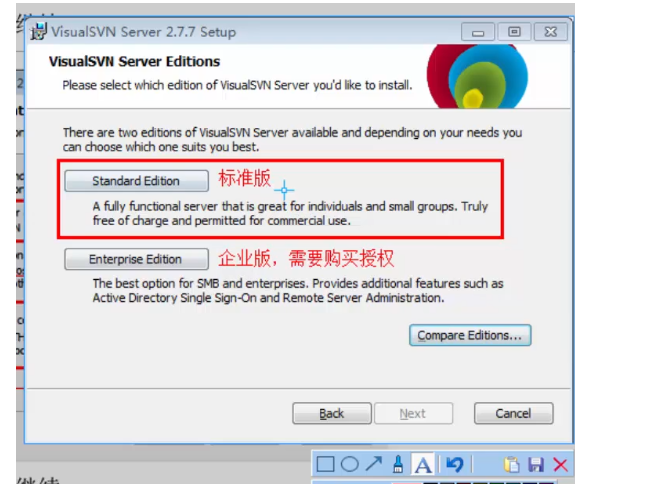 VisualSVN Server 2.7.7 Setup
VisualSVN Server Editions
Please select which edition of VisualSVN Server you'd like to install.
There are two editions of VisualSVN Server available and depending on your needs you
can choose which one suits you best.
Standard Edition 标准版
A fully functional server that is great for individuals and small groups. Truly
free of charge and permitted for commercial use.
Enterprise Edition 企业版，需要购买授权
The best option for SMB and enterprises. Provides additional features such as
Active Directory Single Sign-On and Remote Server Administration.
Compare Editions...
Back Next Cancel
A